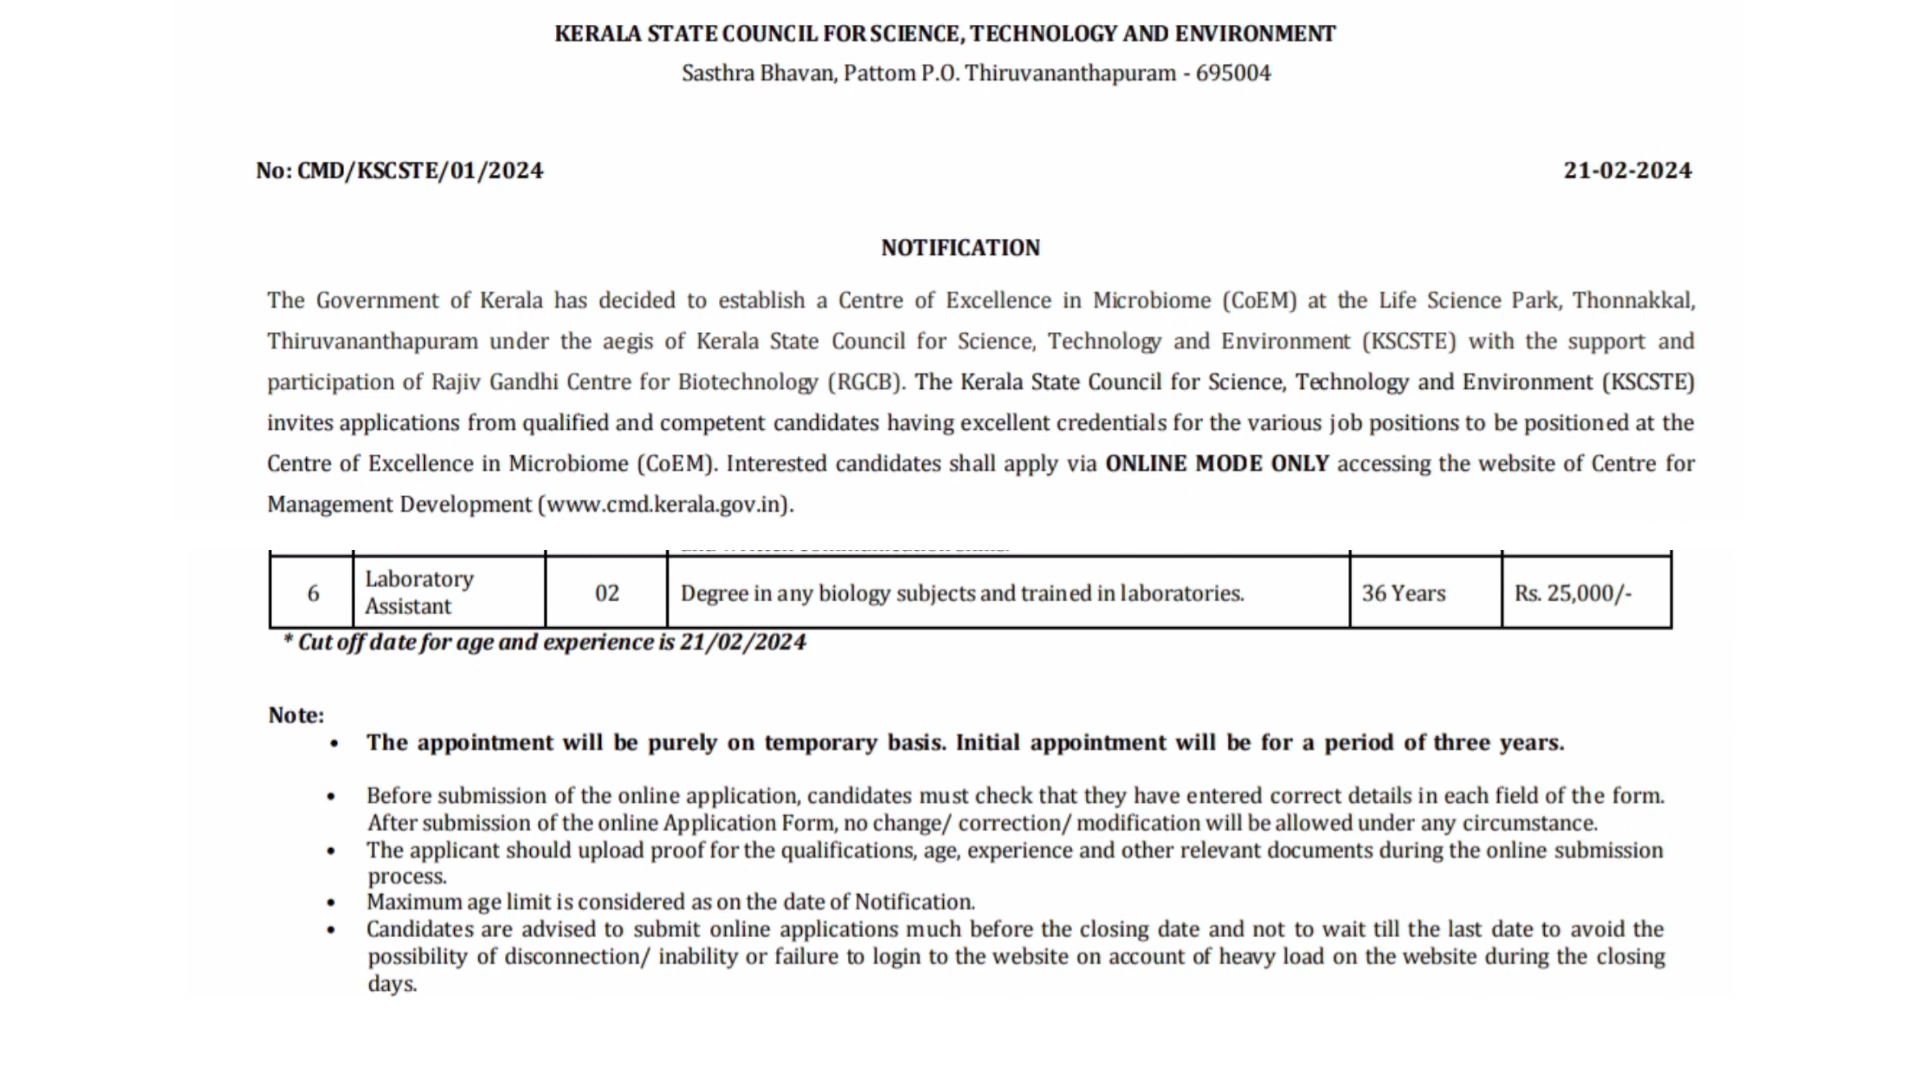 KERALA STATE COUNCIL FOR SCIENCE, TECHNOLOGY AND ENVIRONMENT
Sasthra Bhavan, Pattom P.O. Thiruvananthapuram - 695004
No: CMD/KSCSTE/01/2024 21-02-2024
NOTIFICATION
The Government of Kerala has decided to establish a Centre of Excellence in Microbiome (CoEM) at the Life Science Park, Thonnakkal,
Thiruvananthapuram under the aegis of Kerala State Council for Science, Technology and Environment (KSCSTE) with the support and
participation of Rajiv Gandhi Centre for Biotechnology (RGCB). The Kerala State Council for Science, Technology and Environment (KSCSTE)
invites applications from qualified and competent candidates having excellent credentials for the various job positions to be positioned at the
Centre of Excellence in Microbiome (CoEM). Interested candidates shall apply via ONLINE MODE ONLY accessing the website of Centre for
Management Development (www.cmd.kerala.gov.in).
6 Laboratory Assistant 02 Degree in any biology subjects and trained in laboratories. 36 Years Rs. 25,000/-
* Cut off date for age and experience is 21/02/2024
Note:
• The appointment will be purely on temporary basis. Initial appointment will be for a period of three years.
• Before submission of the online application, candidates must check that they have entered correct details in each field of the form.
After submission of the online Application Form, no change/ correction/ modification will be allowed under any circumstance.
• The applicant should upload proof for the qualifications, age, experience and other relevant documents during the online submission
process.
• Maximum age limit is considered as on the date of Notification.
• Candidates are advised to submit online applications much before the closing date and not to wait till the last date to avoid the
possibility of disconnection/ inability or failure to login to the website on account of heavy load on the website during the closing
days.